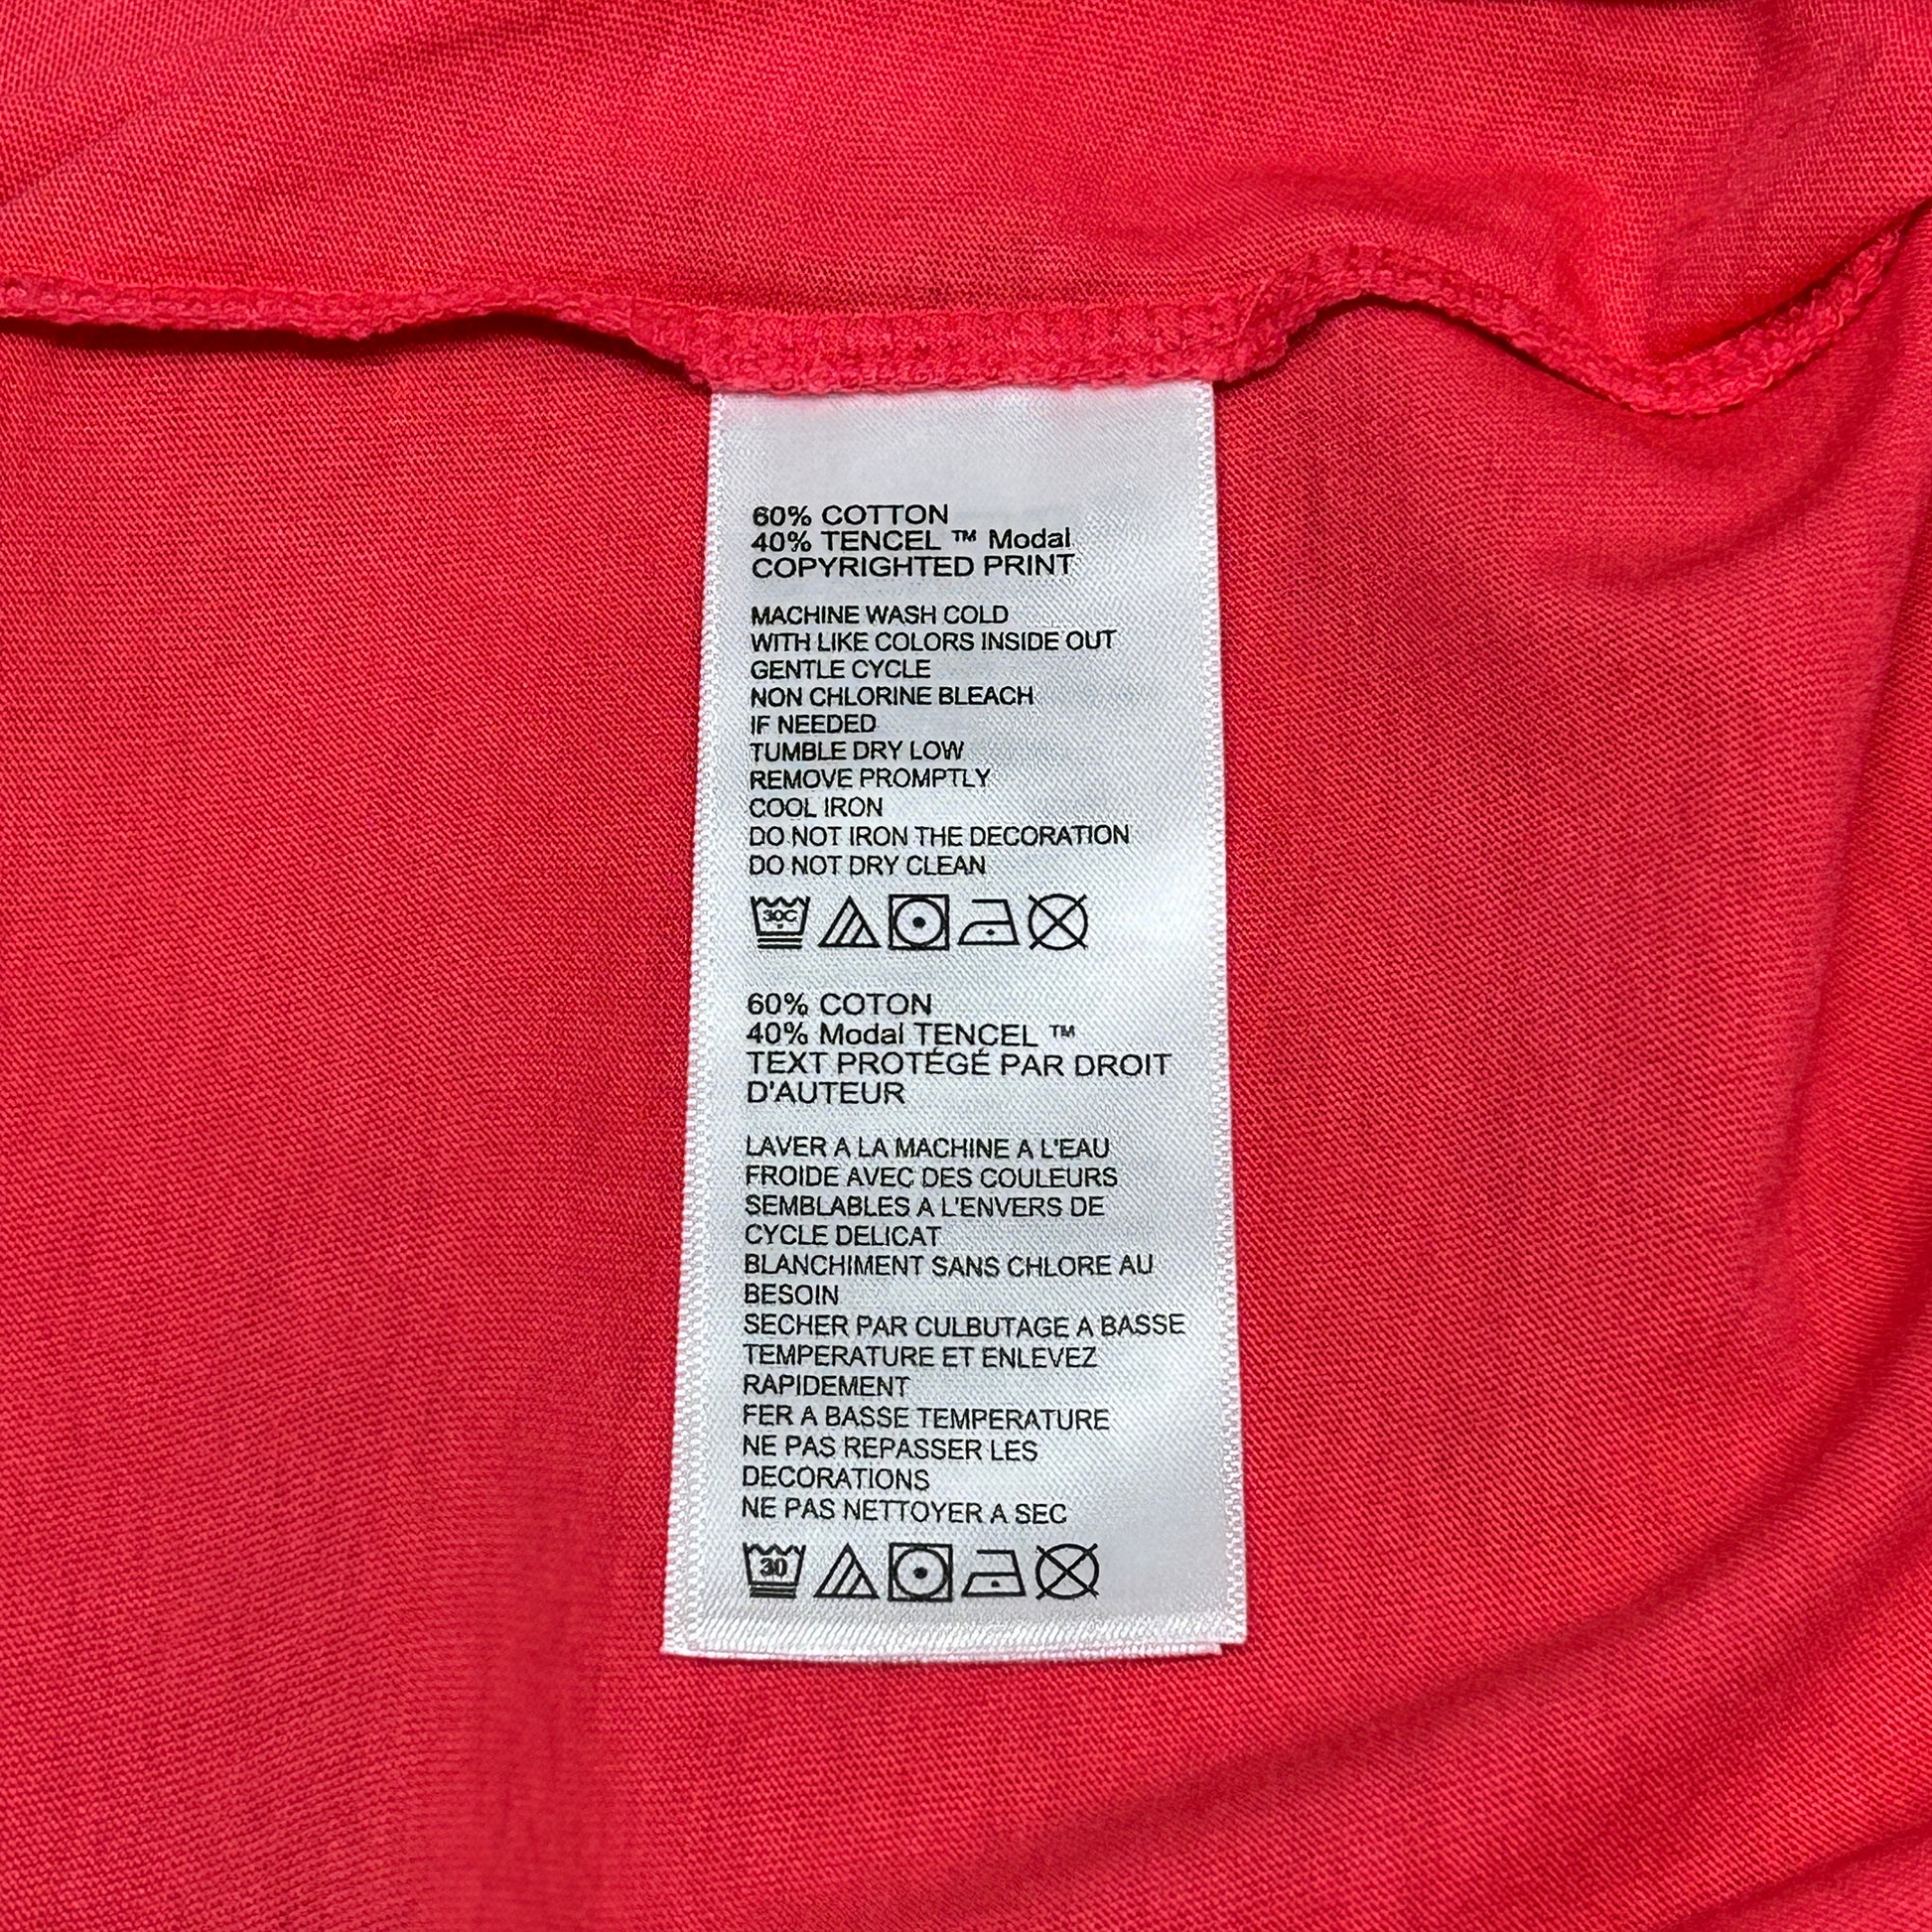 60% COTTON
40% TENCEL ™ Modal
COPYRIGHTED PRINT
MACHINE WASH COLD
WITH LIKE COLORS INSIDE OUT
GENTLE CYCLE
NON CHLORINE BLEACH
IF NEEDED
TUMBLE DRY LOW
REMOVE PROMPTLY
COOL IRON
DO NOT IRON THE DECORATION
DO NOT DRY CLEAN
30C
60% COTON
40% Modal TENCEL ™
TEXT PROTÉGÉ PAR DROIT
D'AUTEUR
LAVER A LA MACHINE A L'EAU
FROIDE AVEC DES COULEURS
SEMBLABLES A L'ENVERS DE
CYCLE DELICAT
BLANCHIMENT SANS CHLORE AU
BESOIN
SECHER PAR CULBUTAGE A BASSE
TEMPERATURE ET ENLEVEZ
RAPIDEMENT
FER A BASSE TEMPERATURE
NE PAS REPASSER LES
DECORATIONS
NE PAS NETTOYER A SEC
30